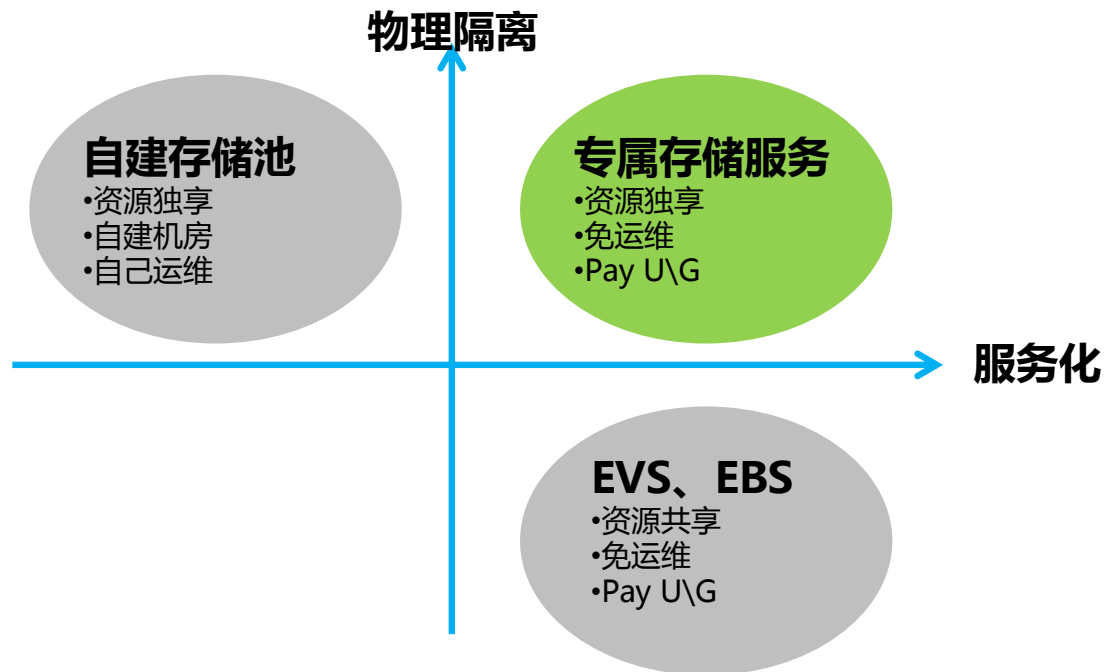 物理隔离
自建存储池
•资源独享
•自建机房
•自己运维
专属存储服务
•资源独享
•免运维
•Pay U\G
服务化
EVS、EBS
•资源共享
•免运维
•Pay U\G